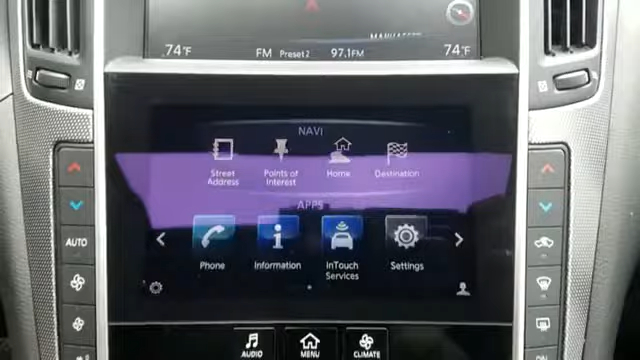 74°F FM Preset 2 97.1FM 74°F
NAVI
Street Address
Points of Interest
Home
Destination
APPS
Phone
Information
InTouch Services
Settings
AUTO
AUDIO
MENU
CLIMATE